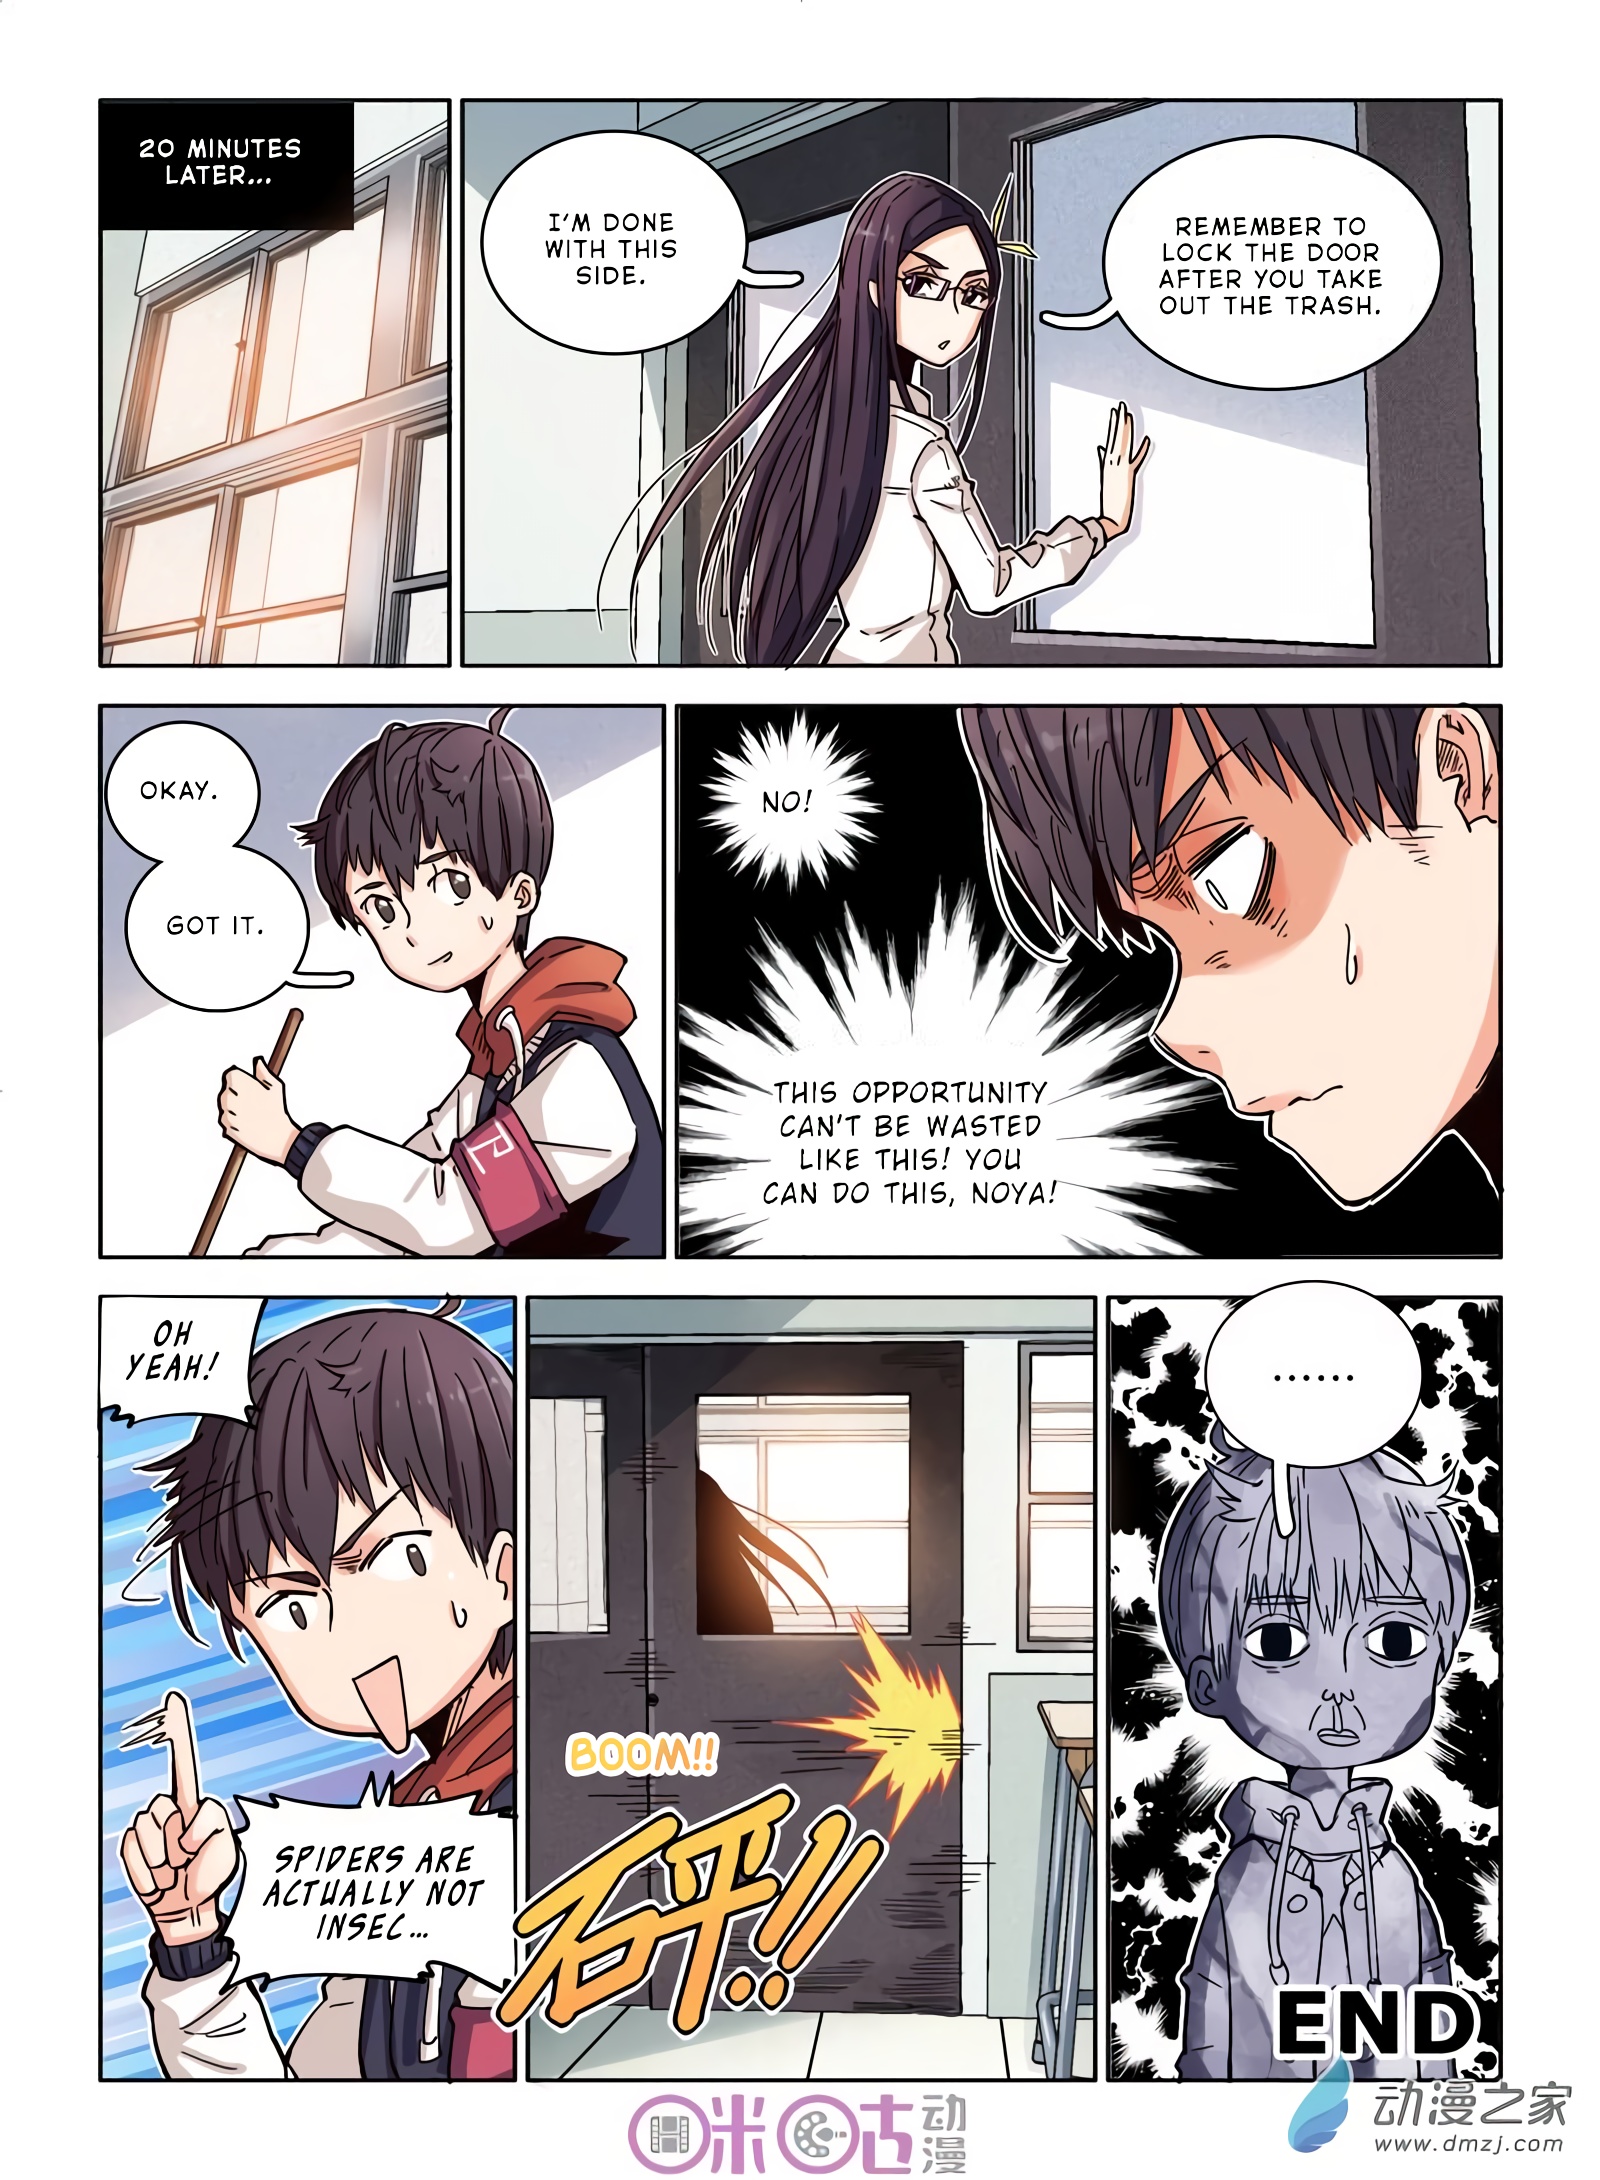 20 MINUTES
LATER...
I'M DONE
WITH THIS
SIDE.
REMEMBER TO
LOCK THE DOOR
AFTER YOU TAKE
OUT THE TRASH.
OKAY.
GOT IT.
NO!
THIS OPPORTUNITY
CAN'T BE WASTED
LIKE THIS! YOU
CAN DO THIS, NOYA!
OH
YEAH!
SPIDERS ARE
ACTUALLY NOT
INSEC...
BOOM!!
砰!!
......
END
咪咕动漫
动漫之家
www.dmzj.com